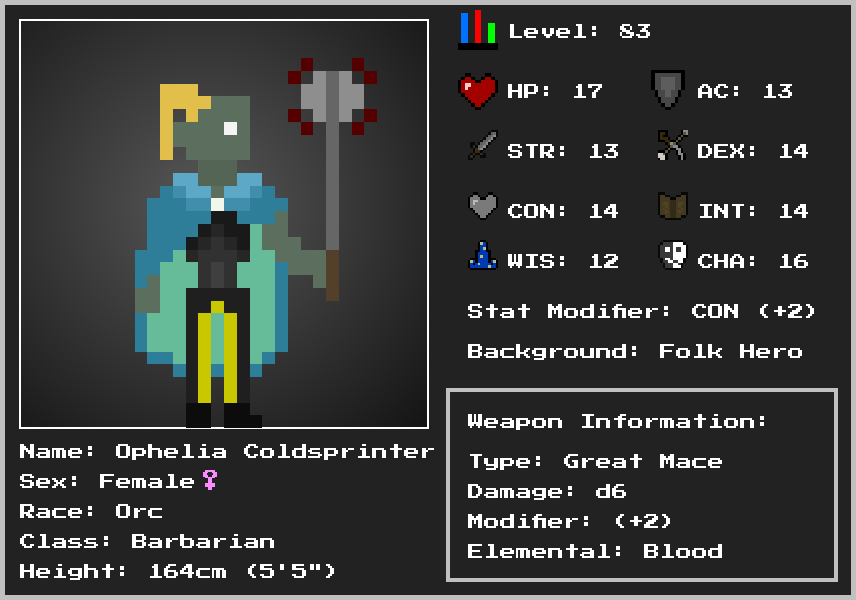 Level: 83
HP: 17
AC: 13
STR: 13
DEX: 14
CON: 14
INT: 14
WIS: 12
CHA: 16
Stat Modifier: CON (+2)
Background: Folk Hero
Name: Ophelia Coldsprinter
Sex: Female♀
Race: Orc
Class: Barbarian
Height: 164cm (5'5")
Weapon Information:
Type: Great Mace
Damage: d6
Modifier: (+2)
Elemental: Blood